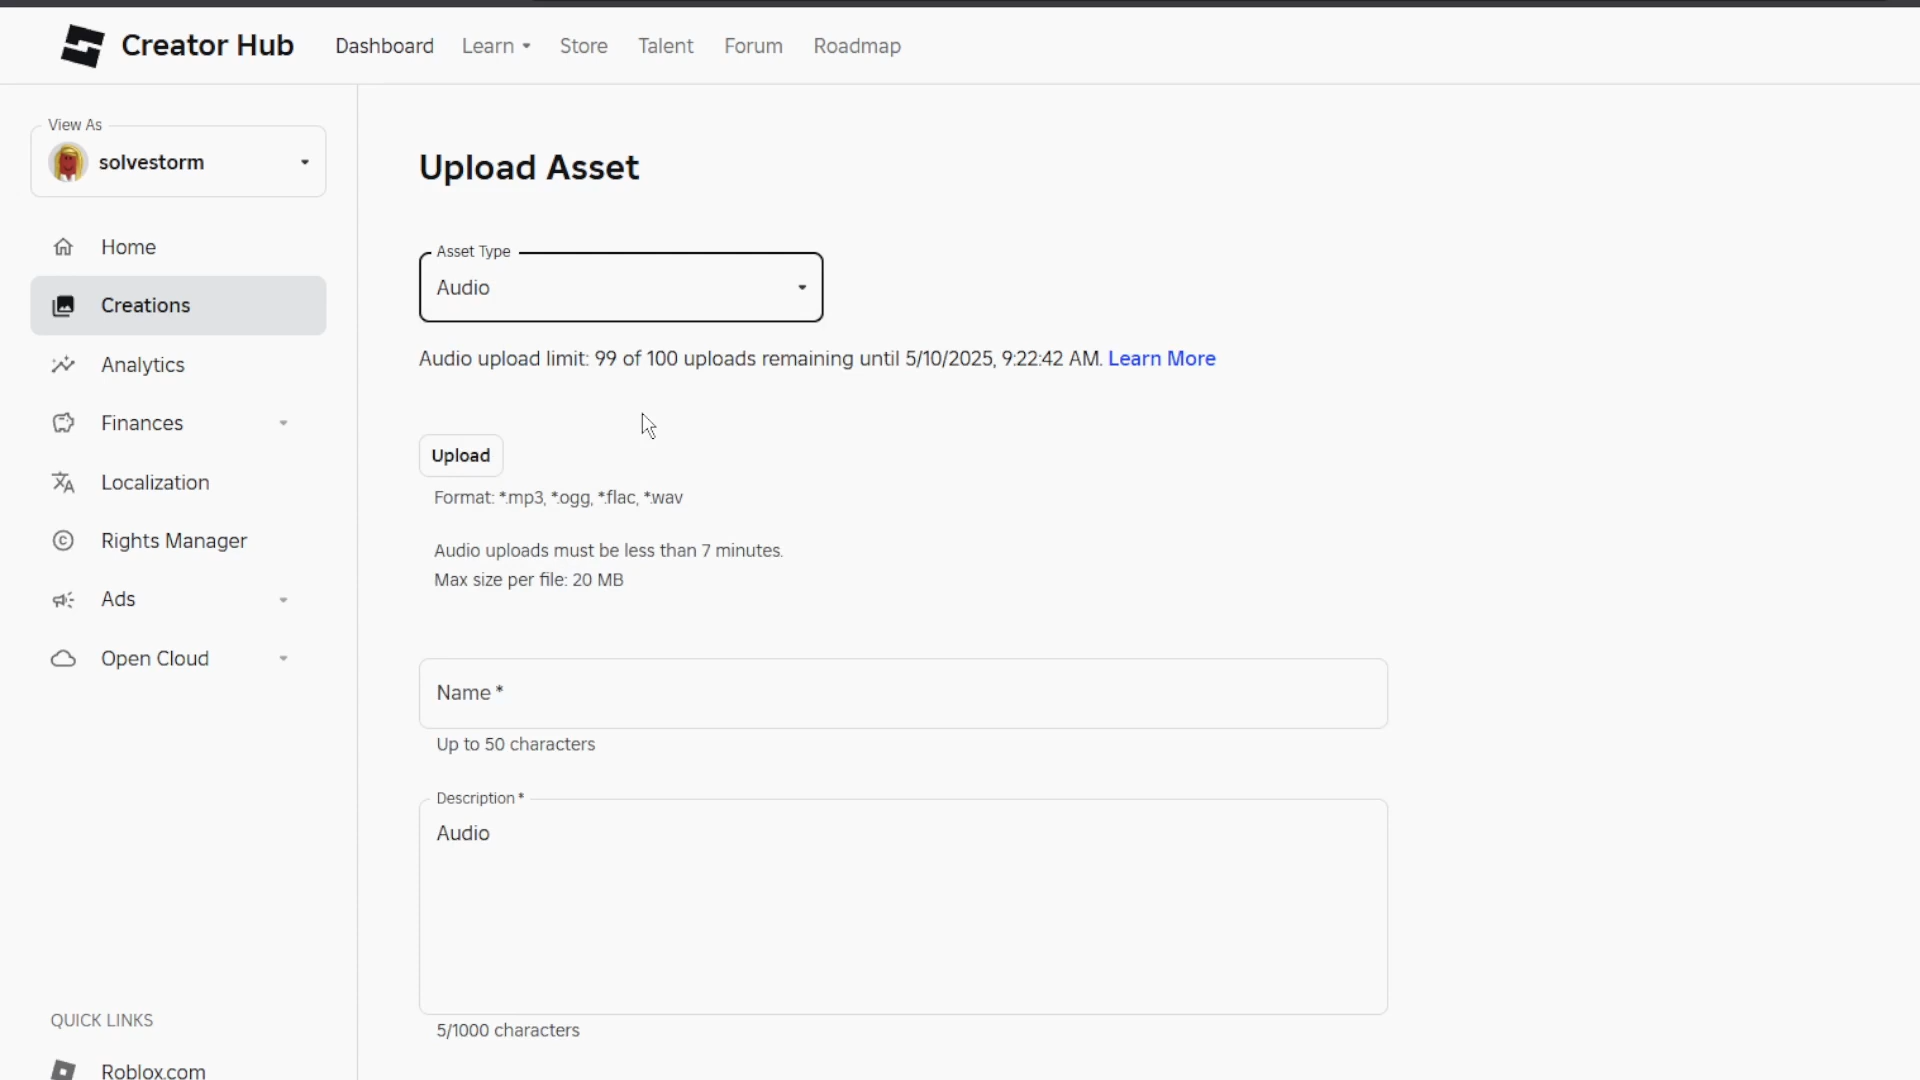 Creator Hub
Dashboard
Learn
Store
Talent
Forum
Roadmap
View As
solvestorm
Home
Creations
Analytics
Finances
Localization
Rights Manager
Ads
Open Cloud
QUICK LINKS
Roblox.com
Upload Asset
Asset Type
Audio
Audio upload limit: 99 of 100 uploads remaining until 5/10/2025, 9:22:42 AM. Learn More
Upload
Format: *.mp3, *.ogg, *.flac, *.wav
Audio uploads must be less than 7 minutes.
Max size per file: 20 MB
Name *
Up to 50 characters
Description *
Audio
5/1000 characters